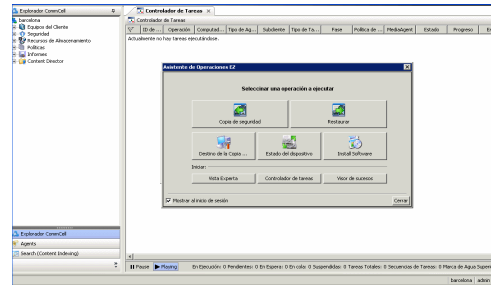 Explorador CommCell
Controlador de Tareas
barcelona
Equipos del Cliente
Seguridad
Recursos de Almacenamiento
Políticas
Informes
Content Director
Controlador de Tareas
ID de ... Operación Computad... Tipo de Ag... Subcliente Tipo de Ta... Fase Política de ... MediaAgent Estado Progreso
Actualmente no hay tareas ejecutándose.
Asistente de Operaciones EZ
Seleccinar una operación a ejecutar
Copia de seguridad
Restaurar
Destino de la Copia ...
Estado del dispositivo
Install Software
Iniciar:
Vista Experta
Controlador de tareas
Visor de sucesos
Mostrar al inicio de sesión
Cerrar
Explorador CommCell
Agents
Search (Content Indexing)
Pause Playing En Ejecución: 0 Pendientes: 0 En Espera: 0 En cola: 0 Suspendidas: 0 Tareas Totales: 0 Secuencias de Tareas: 0 Marca de Agua Superi
barcelona admin